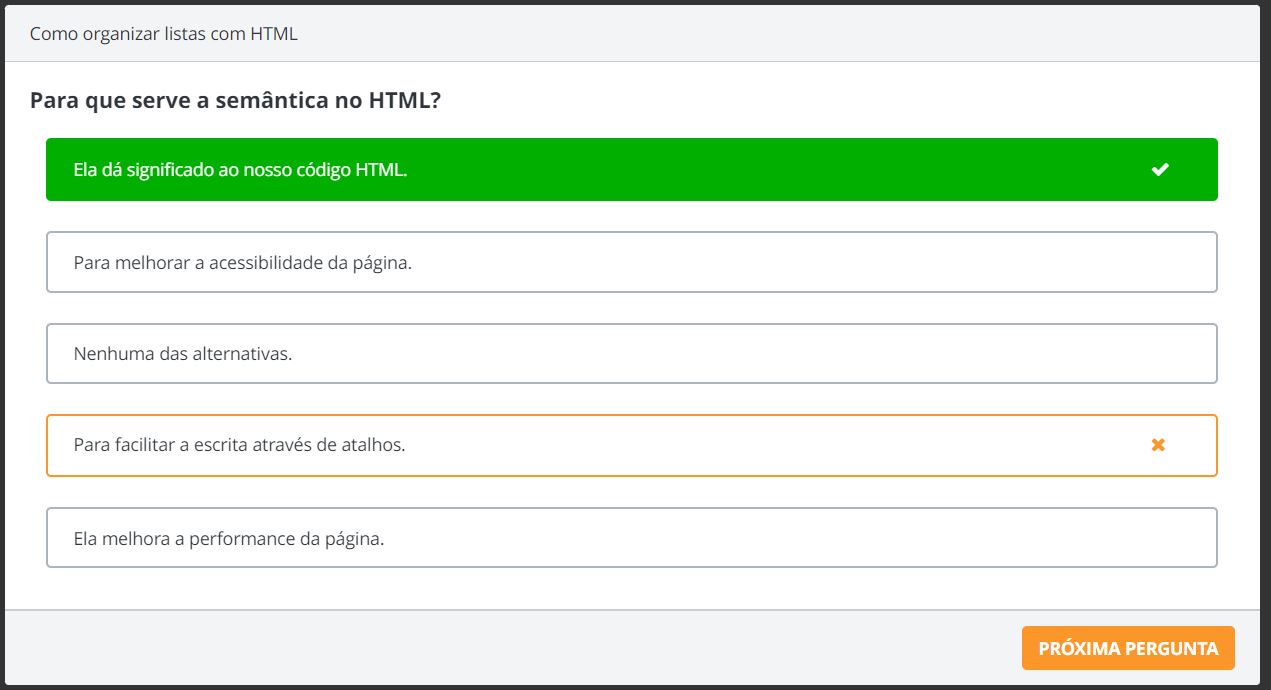 Como organizar listas com HTML
Para que serve a semântica no HTML?
Ela dá significado ao nosso código HTML.
Para melhorar a acessibilidade da página.
Nenhuma das alternativas.
Para facilitar a escrita através de atalhos.
Ela melhora a performance da página.
PRÓXIMA PERGUNTA